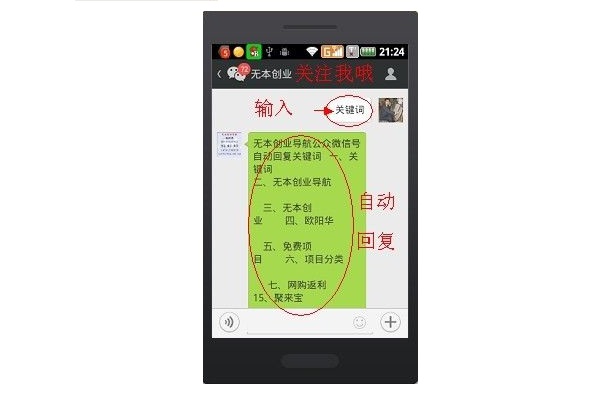 21:24
72
无本创业 关注我哦
输入 关键词
无本创业导航公众微信号
自动回复关键词 一、关
键词
二、无本创业导航
三、无本创
业 四、欧阳华
五、免费项
目 六、项目分类
七、网购返利
15、聚来宝
自动
回复